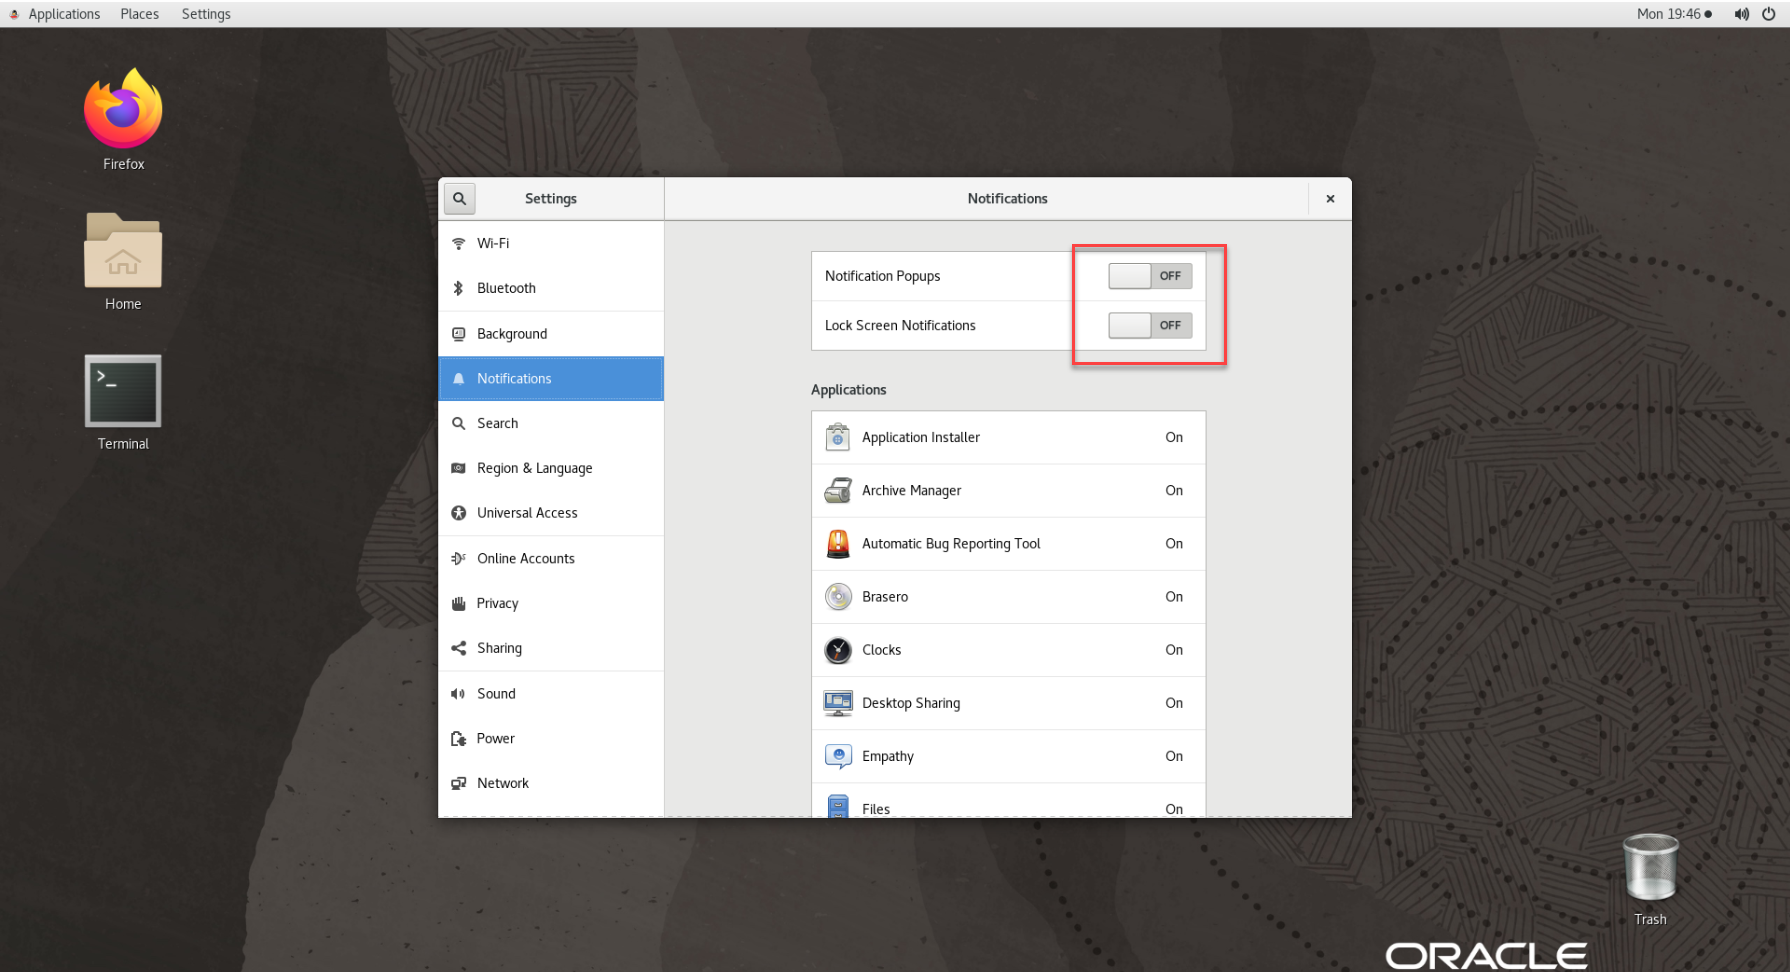 Applications Places Settings Mon 19:46
Firefox
Home
Terminal
Settings
Notifications
Wi-Fi
Bluetooth
Background
Notifications
Search
Region & Language
Universal Access
Online Accounts
Privacy
Sharing
Sound
Power
Network
Notification Popups OFF
Lock Screen Notifications OFF
Applications
Application Installer On
Archive Manager On
Automatic Bug Reporting Tool On
Brasero On
Clocks On
Desktop Sharing On
Empathy On
Files On
Trash
ORACLE